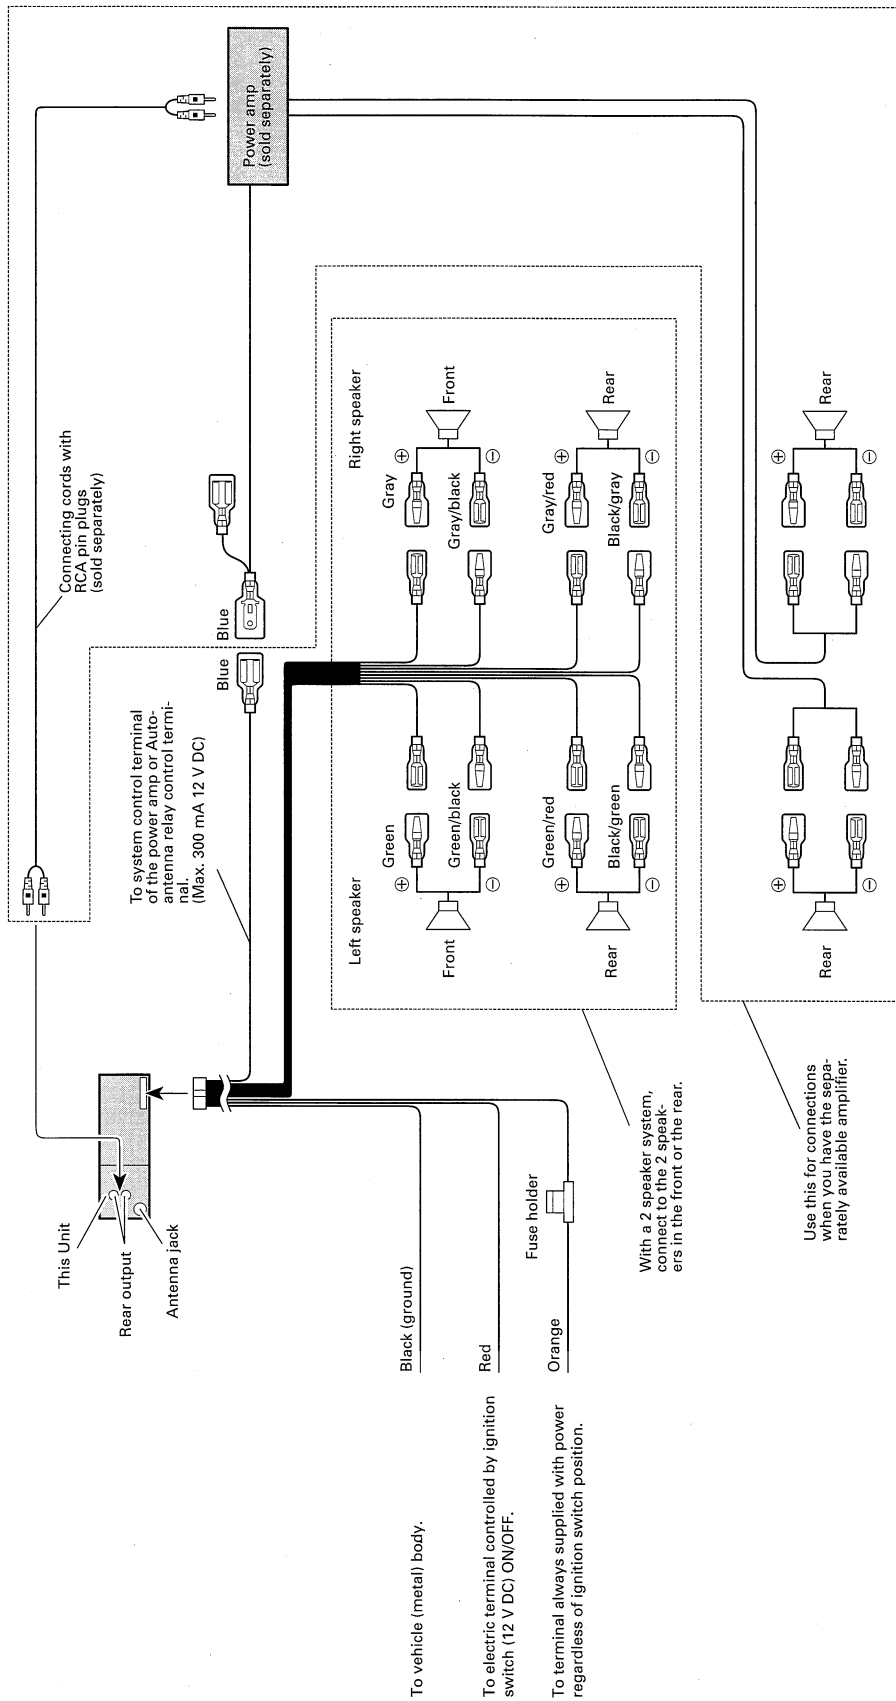 This Unit
Rear output
Antenna jack
Connecting cords with
RCA pin plugs
(sold separately)
Power amp
(sold separately)
To system control terminal
of the power amp or Auto-
antenna relay control termi-
nal.
(Max. 300 mA 12 V DC)
Blue
Blue
Left speaker
Right speaker
Green
Gray
⊕
⊕
Front
Front
Green/black
Gray/black
⊖
⊖
Green/red
Gray/red
⊕
⊕
Rear
Rear
Black/green
Black/gray
⊖
⊖
⊕
⊕
Rear
Rear
⊖
⊖
To vehicle (metal) body.
Black (ground)
To electric terminal controlled by ignition
switch (12 V DC) ON/OFF.
Red
To terminal always supplied with power
regardless of ignition switch position.
Orange
Fuse holder
With a 2 speaker system,
connect to the 2 speak-
ers in the front or the rear.
Use this for connections
when you have the sepa-
rately available amplifier.